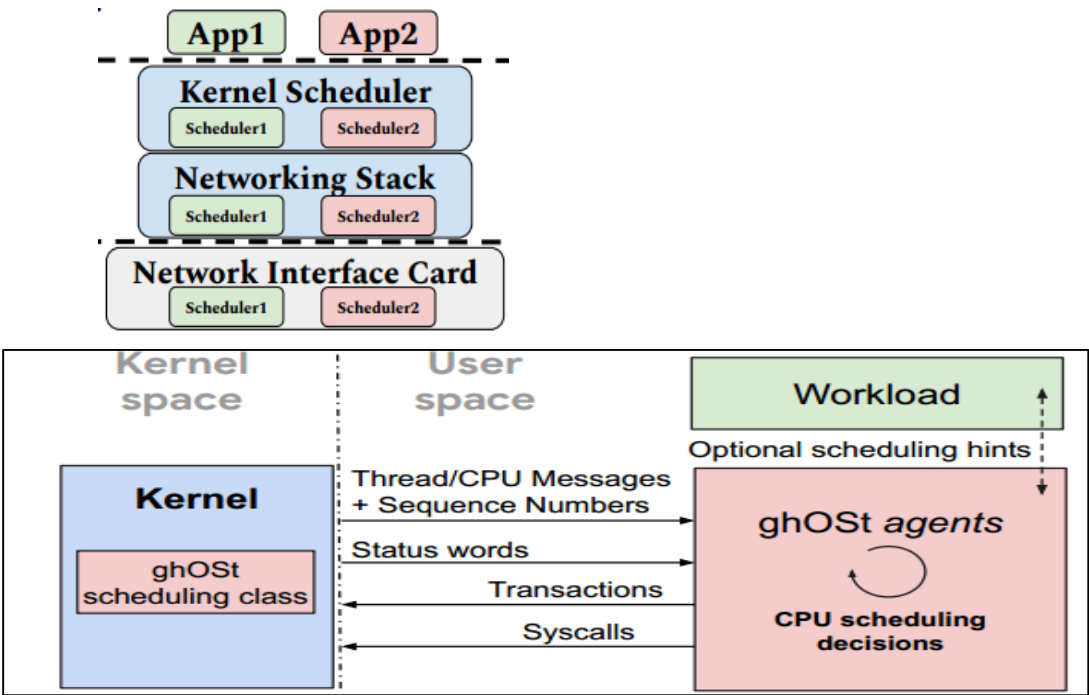 App1 App2
Kernel Scheduler
Scheduler1 Scheduler2
Networking Stack
Scheduler1 Scheduler2
Network Interface Card
Scheduler1 Scheduler2
Kernel
space
User
space
Workload
Optional scheduling hints
Kernel
ghOSt
scheduling class
Thread/CPU Messages
+ Sequence Numbers
Status words
Transactions
Syscalls
ghOSt agents
CPU scheduling
decisions